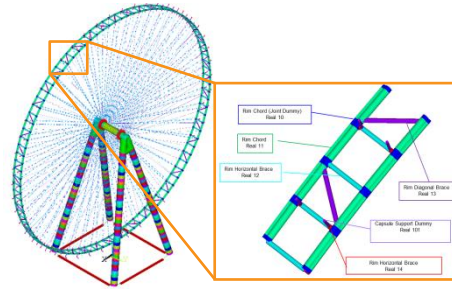 Rim Chord (Joint Dummy)
Real 10
Rim Chord
Real 11
Rim Horizontal Brace
Real 12
Rim Diagonal Brace
Real 13
Capsule Support Dummy
Real 101
Rim Horizontal Brace
Real 14